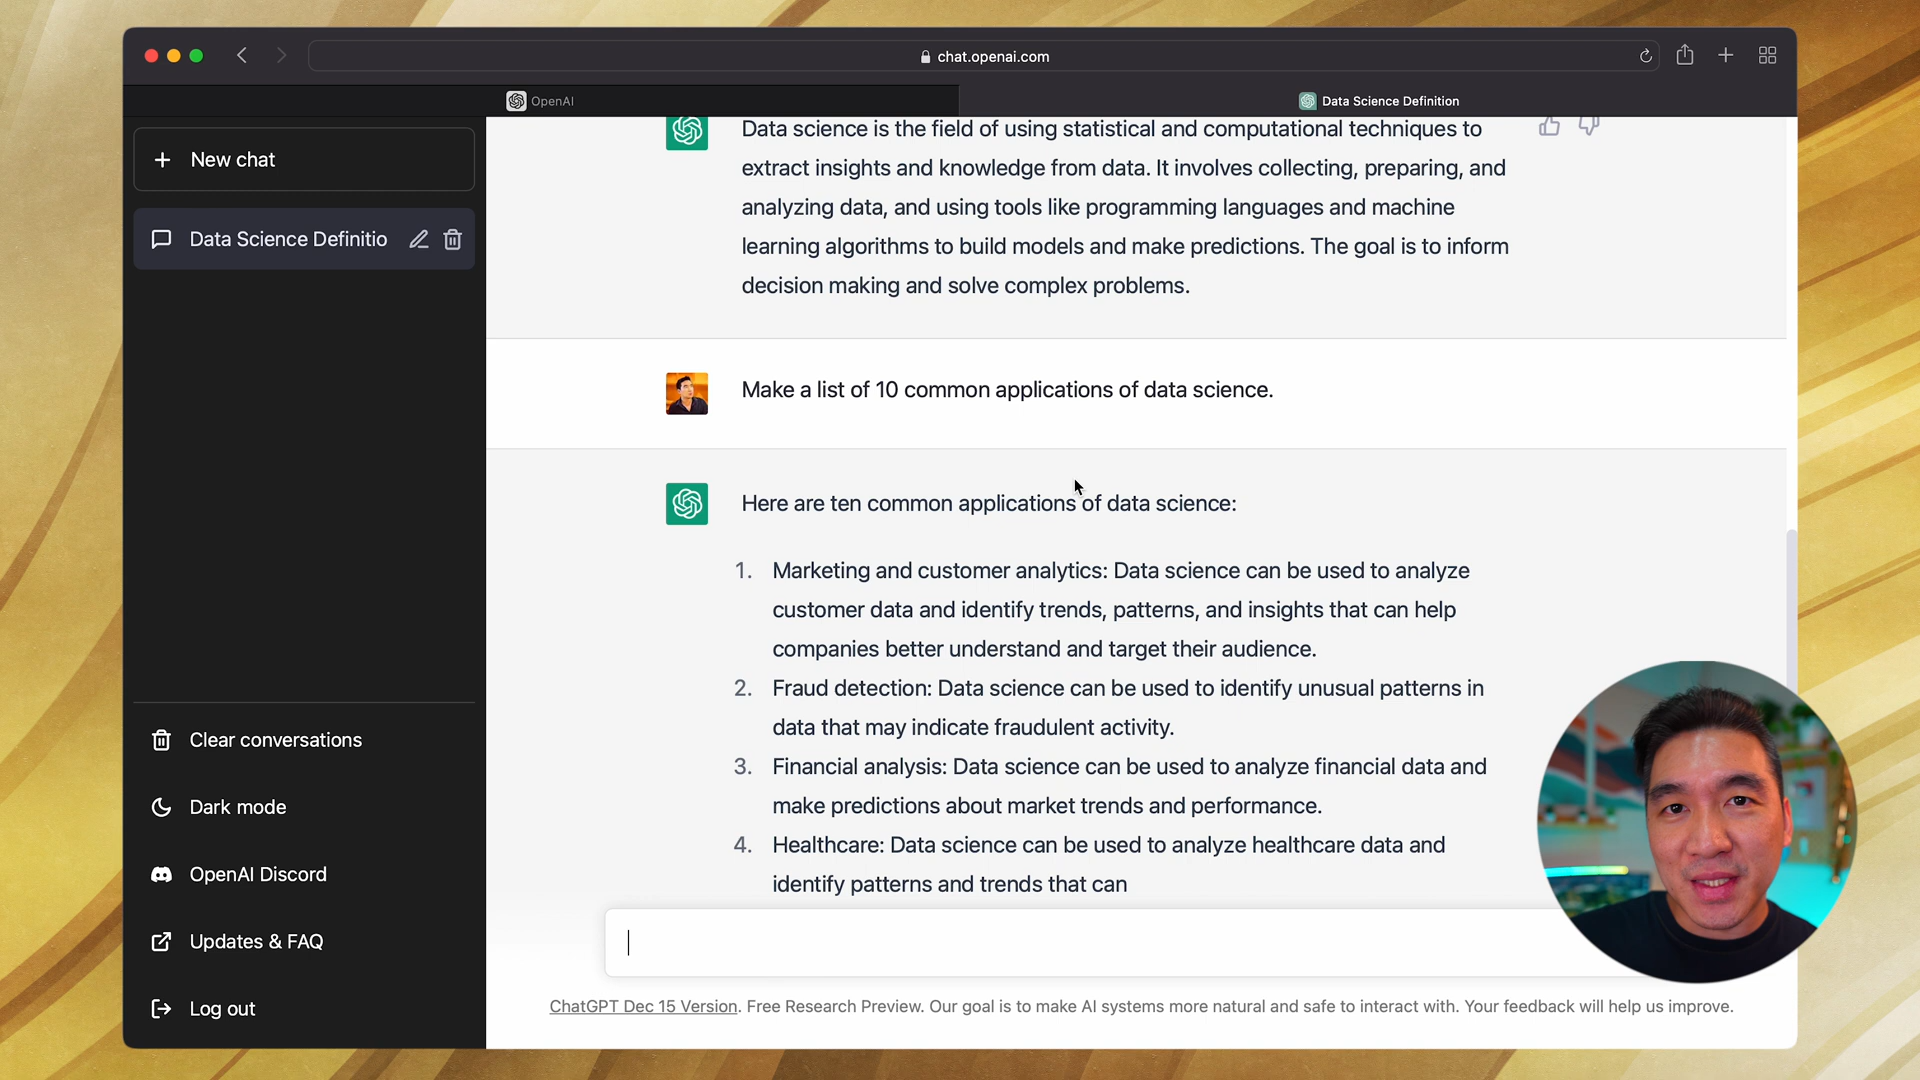 chat.openai.com
OpenAI
Data Science Definition
New chat
Data Science Definitio
Clear conversations
Dark mode
OpenAI Discord
Updates & FAQ
Log out
Data science is the field of using statistical and computational techniques to
extract insights and knowledge from data. It involves collecting, preparing, and
analyzing data, and using tools like programming languages and machine
learning algorithms to build models and make predictions. The goal is to inform
decision making and solve complex problems.
Make a list of 10 common applications of data science.
Here are ten common applications of data science:
1. Marketing and customer analytics: Data science can be used to analyze
customer data and identify trends, patterns, and insights that can help
companies better understand and target their audience.
2. Fraud detection: Data science can be used to identify unusual patterns in
data that may indicate fraudulent activity.
3. Financial analysis: Data science can be used to analyze financial data and
make predictions about market trends and performance.
4. Healthcare: Data science can be used to analyze healthcare data and
identify patterns and trends that can
ChatGPT Dec 15 Version. Free Research Preview. Our goal is to make AI systems more natural and safe to interact with. Your feedback will help us improve.